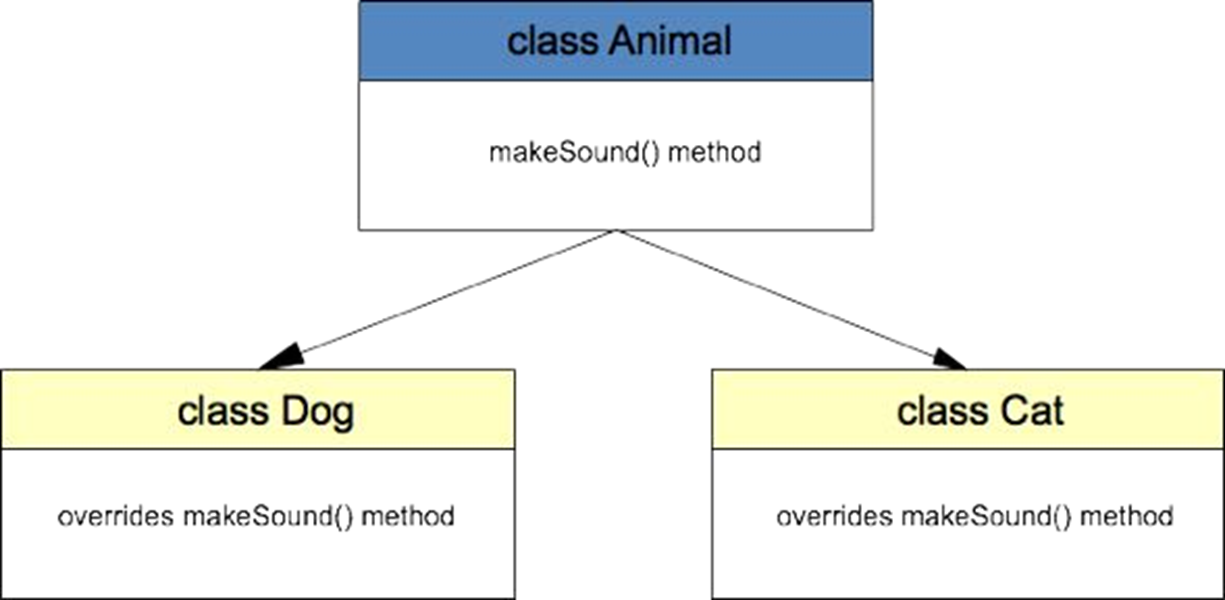 class Animal
makeSound() method
class Dog
overrides makeSound() method
class Cat
overrides makeSound() method